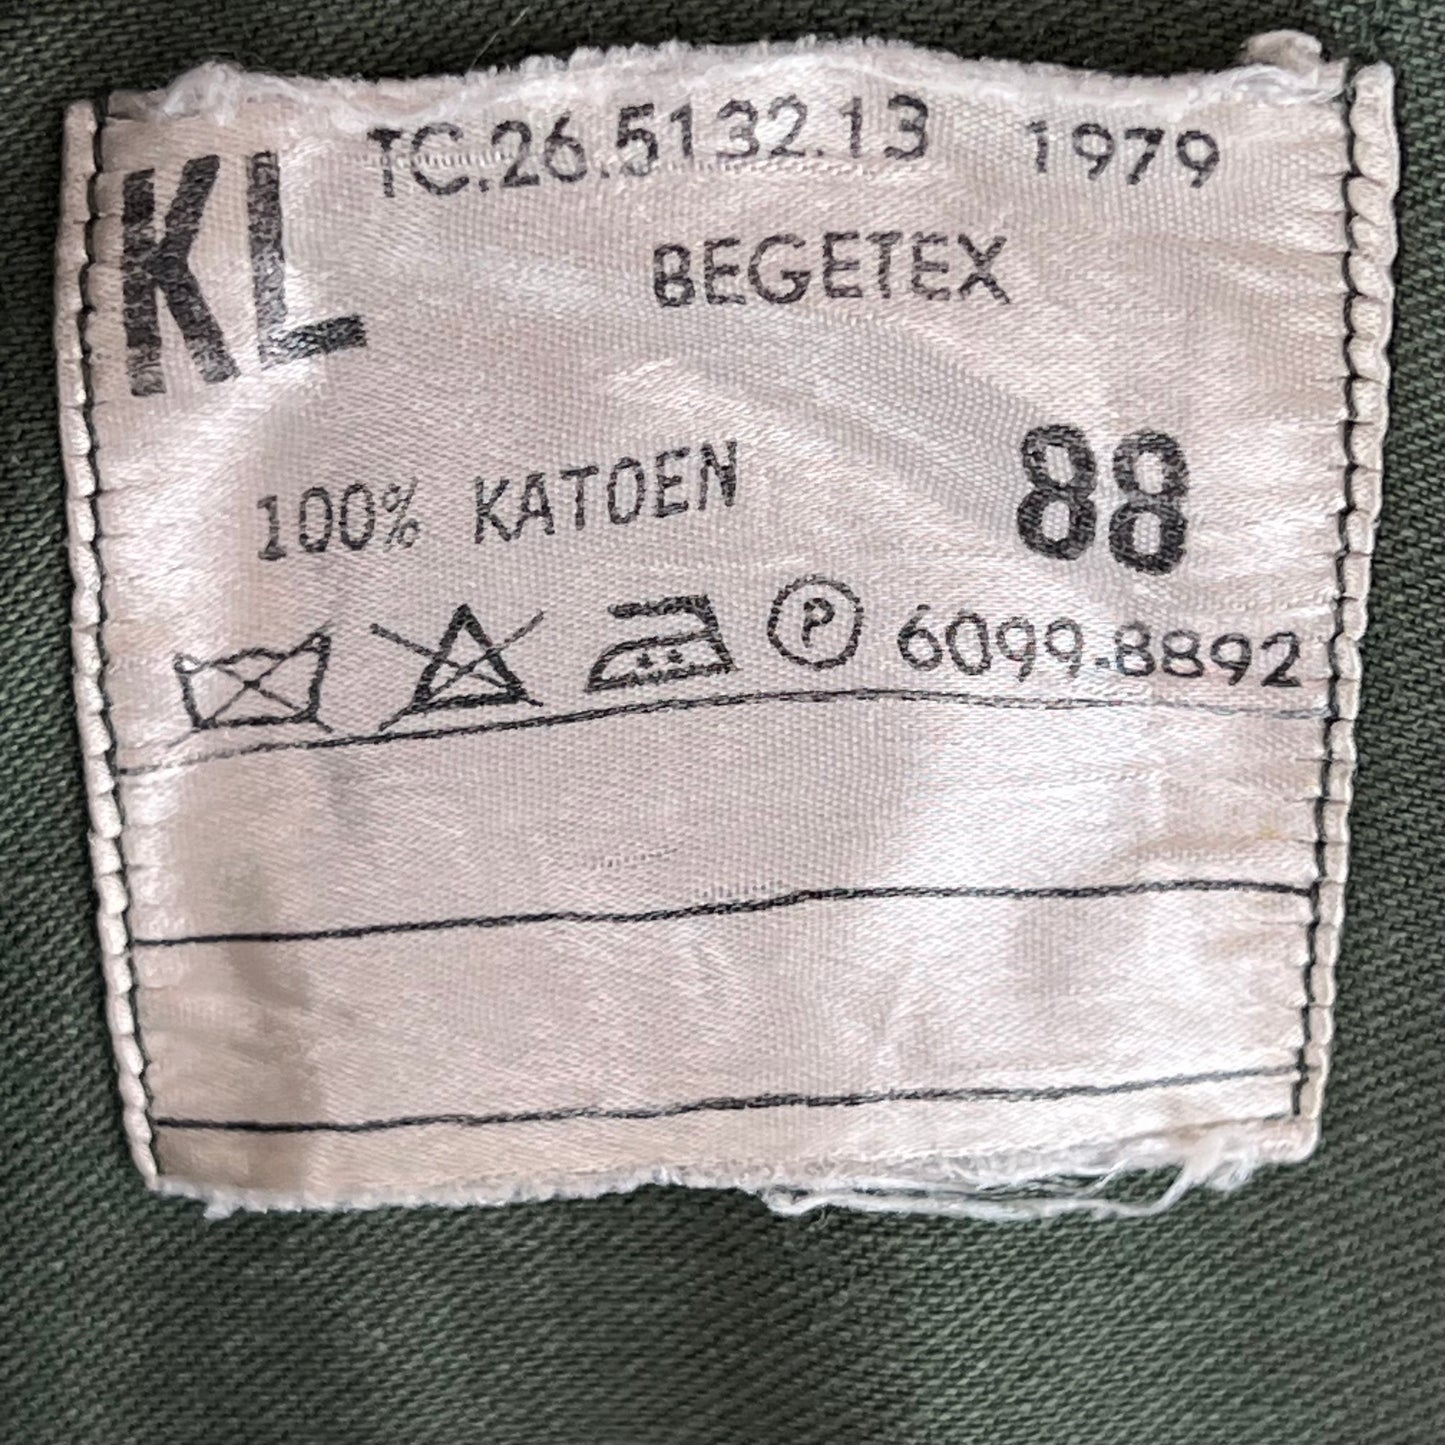 KL TC.26.5132.13 1979
BEGETEX
100% KATOEN 88
P 6099.8892